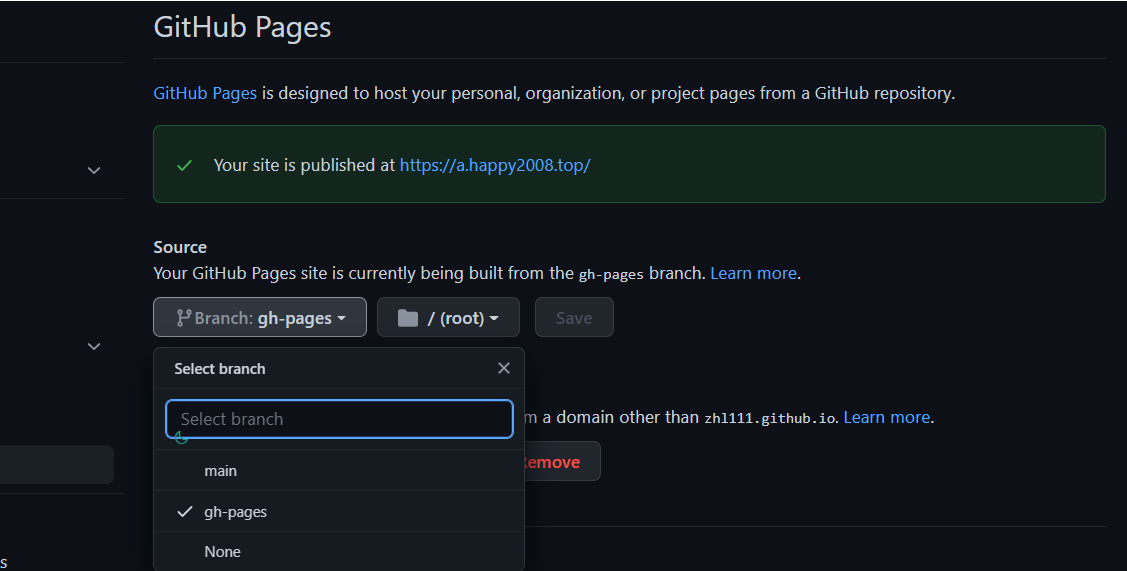 GitHub Pages
GitHub Pages is designed to host your personal, organization, or project pages from a GitHub repository.
Your site is published at https://a.happy2008.top/
Source
Your GitHub Pages site is currently being built from the gh-pages branch. Learn more.
Branch: gh-pages / (root) Save
Select branch
Select branch
m a domain other than zhl111.github.io. Learn more.
main
Remove
gh-pages
None
s